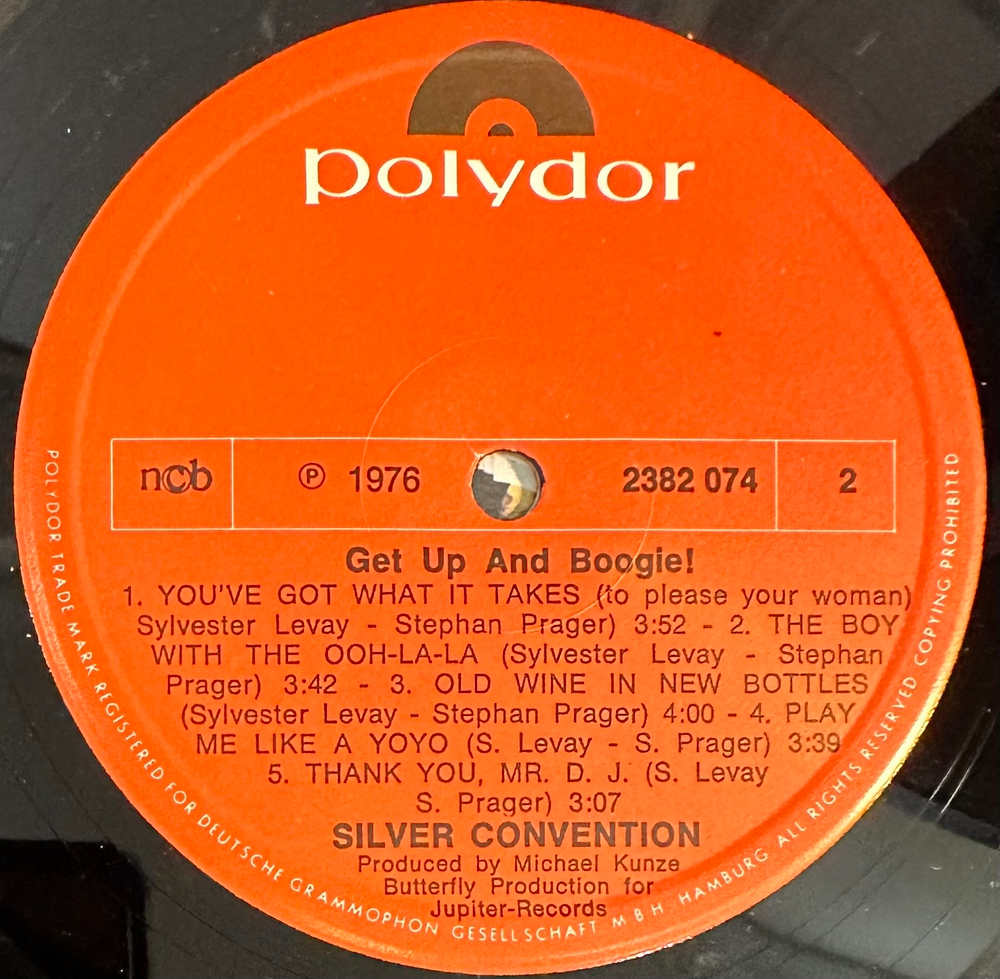 polydor
ncb ℗ 1976 2382 074 2
Get Up And Boogie!
1. YOU'VE GOT WHAT IT TAKES (to please your woman)
Sylvester Levay - Stephan Prager) 3:52 - 2. THE BOY
WITH THE OOH-LA-LA (Sylvester Levay - Stephan
Prager) 3:42 - 3. OLD WINE IN NEW BOTTLES
(Sylvester Levay - Stephan Prager) 4:00 - 4. PLAY
ME LIKE A YOYO (S. Levay - S. Prager) 3:39
5. THANK YOU, MR. D. J. (S. Levay
S. Prager) 3:07
SILVER CONVENTION
Produced by Michael Kunze
Butterfly Production for
Jupiter-Records
POLYDOR TRADE MARK REGISTERED FOR DEUTSCHE GRAMMOPHON GESELLSCHAFT M B H HAMBURG ALL RIGHTS RESERVED COPYING PROHIBITED